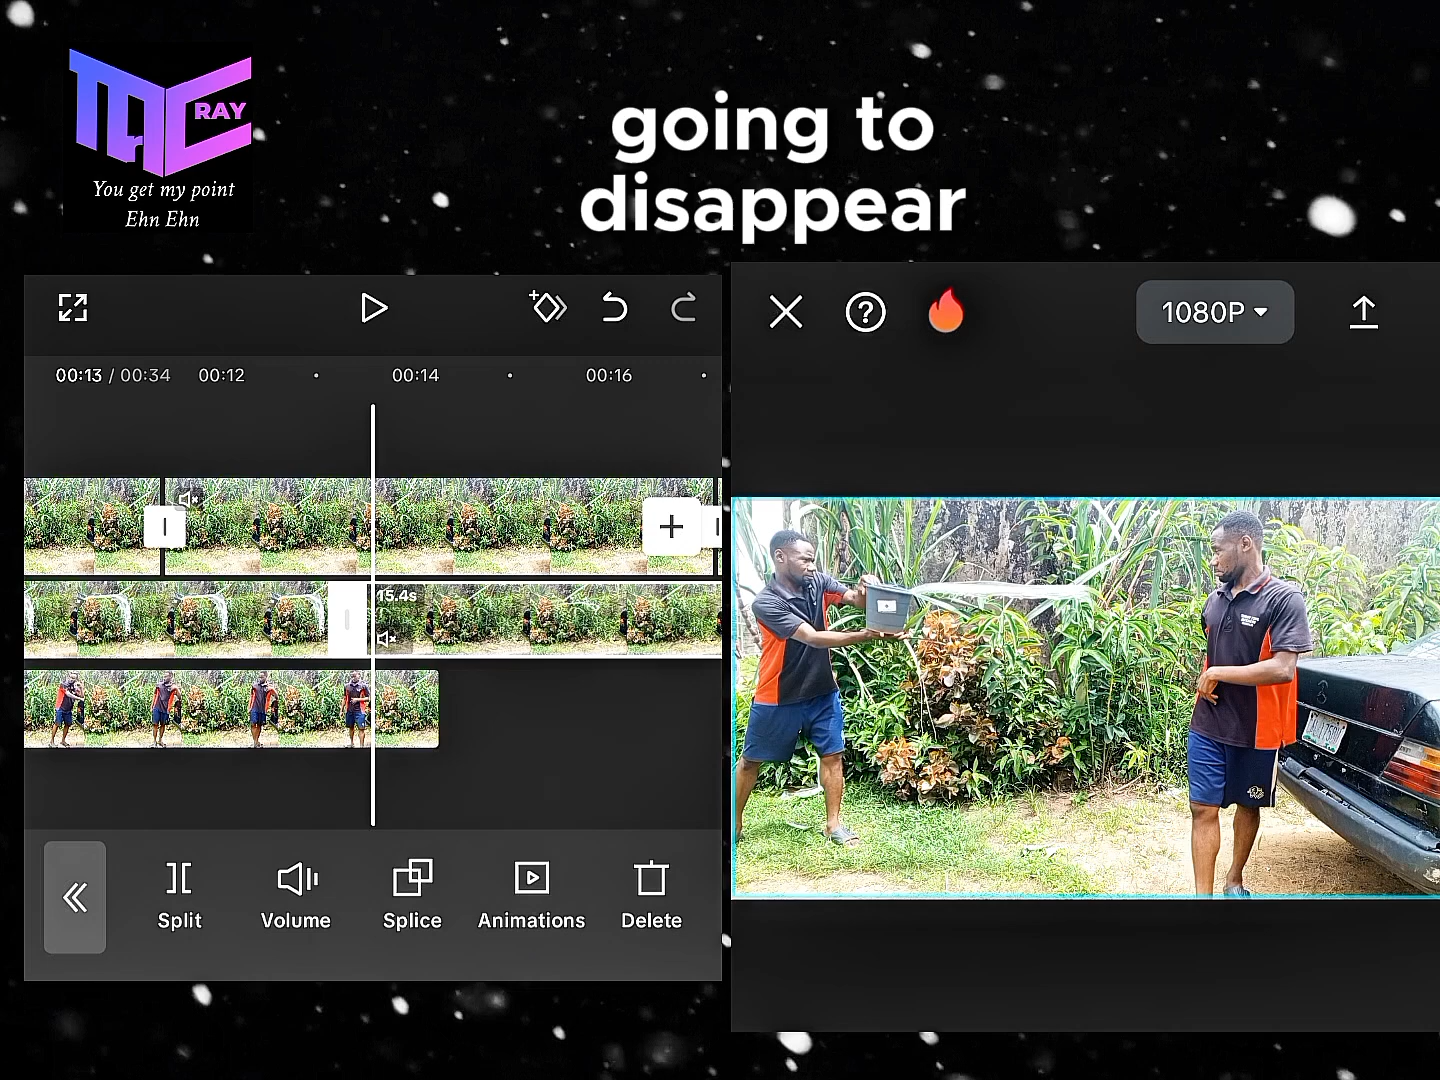 MAC
RAY
You get my point
Ehn Ehn
going to
disappear
00:13 / 00:34
00:12
00:14
00:16
15.4s
Split
Volume
Splice
Animations
Delete
1080P